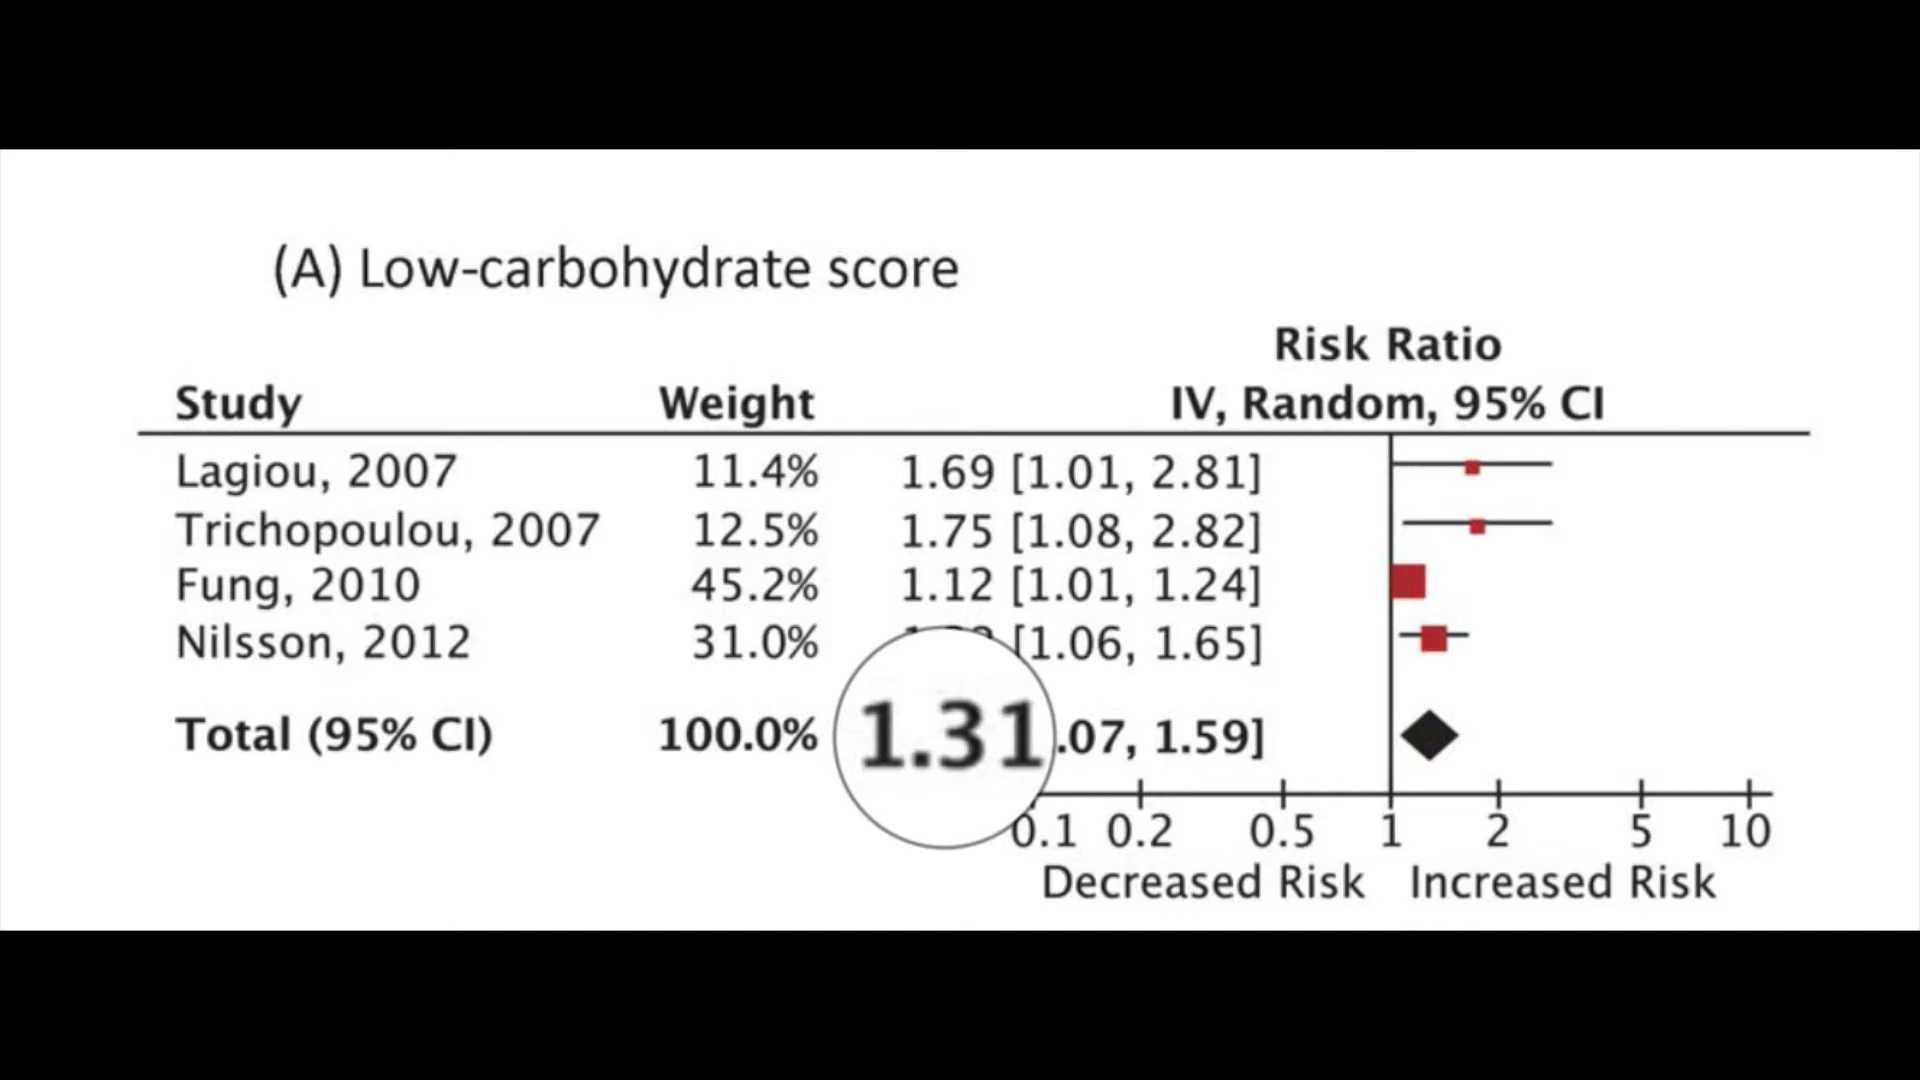 (A) Low-carbohydrate score
Risk Ratio
Study Weight IV, Random, 95% CI
Lagiou, 2007 11.4% 1.69 [1.01, 2.81]
Trichopoulou, 2007 12.5% 1.75 [1.08, 2.82]
Fung, 2010 45.2% 1.12 [1.01, 1.24]
Nilsson, 2012 31.0% [1.06, 1.65]
Total (95% CI) 100.0% 1.31 .07, 1.59]
0.1 0.2 0.5 1 2 5 10
Decreased Risk Increased Risk